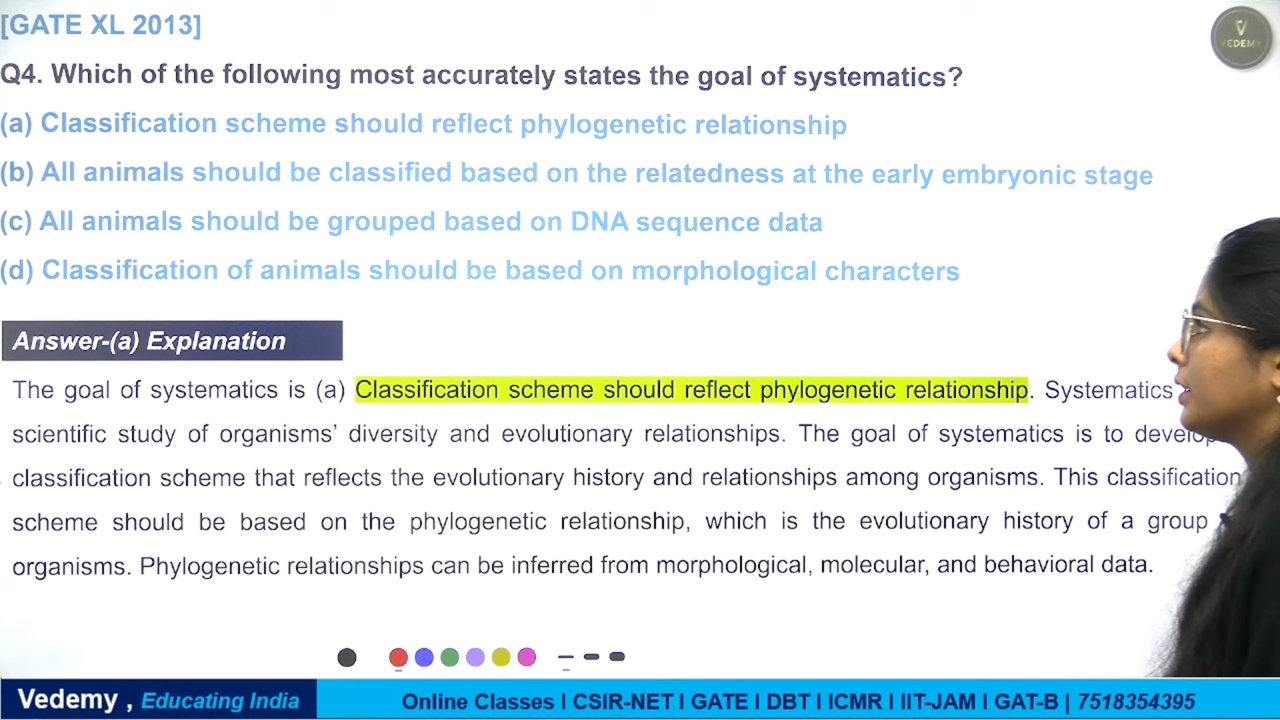 [GATE XL 2013]
VEDEMY
Q4. Which of the following most accurately states the goal of systematics?
(a) Classification scheme should reflect phylogenetic relationship
(b) All animals should be classified based on the relatedness at the early embryonic stage
(c) All animals should be grouped based on DNA sequence data
(d) Classification of animals should be based on morphological characters
Answer-(a) Explanation
The goal of systematics is (a) Classification scheme should reflect phylogenetic relationship. Systematics
scientific study of organisms' diversity and evolutionary relationships. The goal of systematics is to develop
classification scheme that reflects the evolutionary history and relationships among organisms. This classification
scheme should be based on the phylogenetic relationship, which is the evolutionary history of a group
organisms. Phylogenetic relationships can be inferred from morphological, molecular, and behavioral data.
Vedemy , Educating India
Online Classes I CSIR-NET I GATE I DBT I ICMR I IIT-JAM I GAT-B | 7518354395